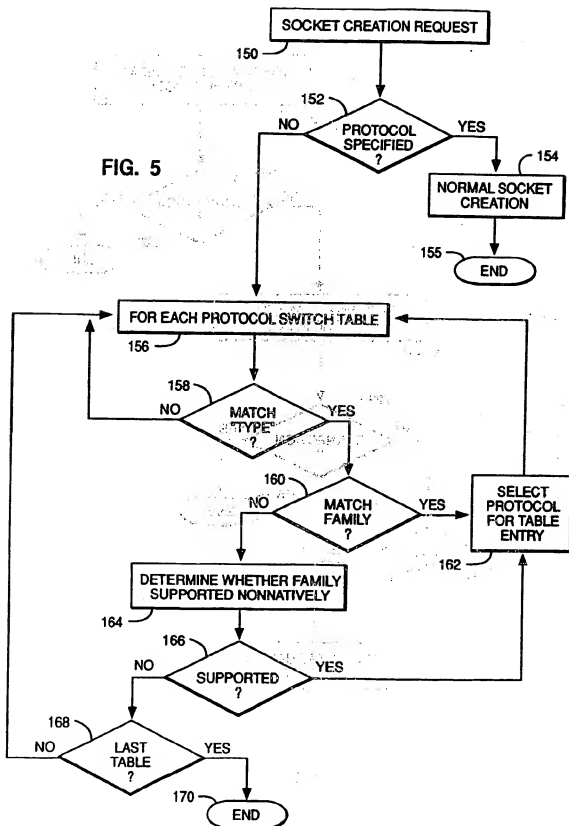 SOCKET CREATION REQUEST
150
152
NO
PROTOCOL
SPECIFIED
?
YES
FIG. 5
154
NORMAL SOCKET
CREATION
155
END
FOR EACH PROTOCOL SWITCH TABLE
156
158
NO
MATCH
"TYPE"
?
YES
160
NO
MATCH
FAMILY
?
YES
SELECT
PROTOCOL
FOR TABLE
ENTRY
162
DETERMINE WHETHER FAMILY
SUPPORTED NONNATIVELY
164
166
NO
SUPPORTED
?
YES
168
NO
LAST
TABLE
?
YES
170
END